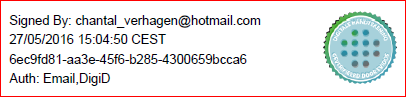 Signed By: chantal_verhagen@hotmail.com
27/05/2016 15:04:50 CEST
6ec9fd81-aa3e-45f6-b285-4300659bcca6
Auth: Email,DigiD